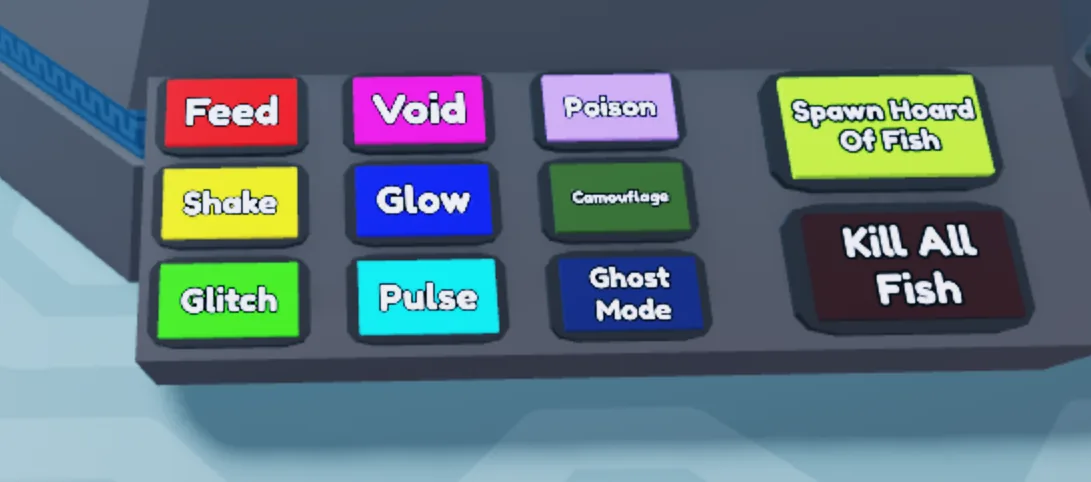 Feed
Void
Poison
Spawn Hoard
Of Fish
Shake
Glow
Camouflage
Kill All
Fish
Glitch
Pulse
Ghost
Mode